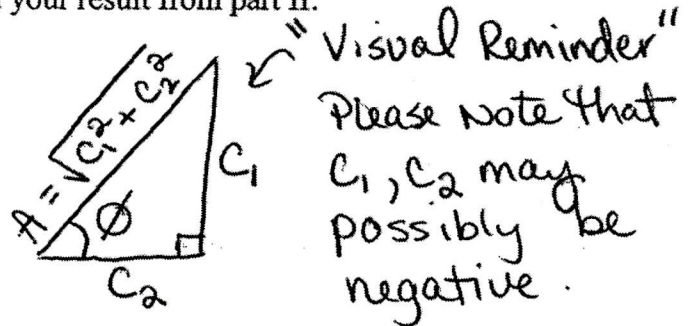 your result from part II.
"Visual Reminder"
Please Note that
C₁, C₂ may
possibly be
negative.
A = √C₁² + C₂²
C₁
Ø
C₂